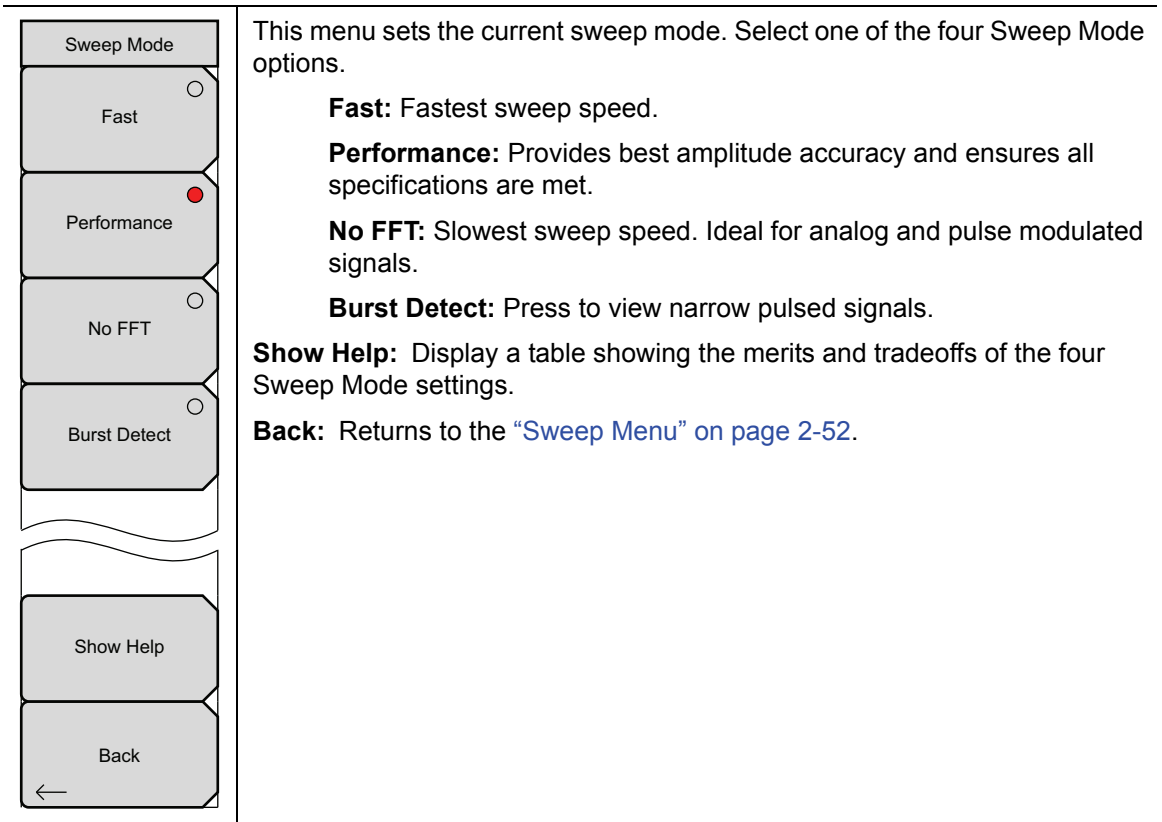 Sweep Mode
Fast
Performance
No FFT
Burst Detect
Show Help
Back
This menu sets the current sweep mode. Select one of the four Sweep Mode
options.
Fast: Fastest sweep speed.
Performance: Provides best amplitude accuracy and ensures all
specifications are met.
No FFT: Slowest sweep speed. Ideal for analog and pulse modulated
signals.
Burst Detect: Press to view narrow pulsed signals.
Show Help: Display a table showing the merits and tradeoffs of the four
Sweep Mode settings.
Back: Returns to the “Sweep Menu” on page 2-52.